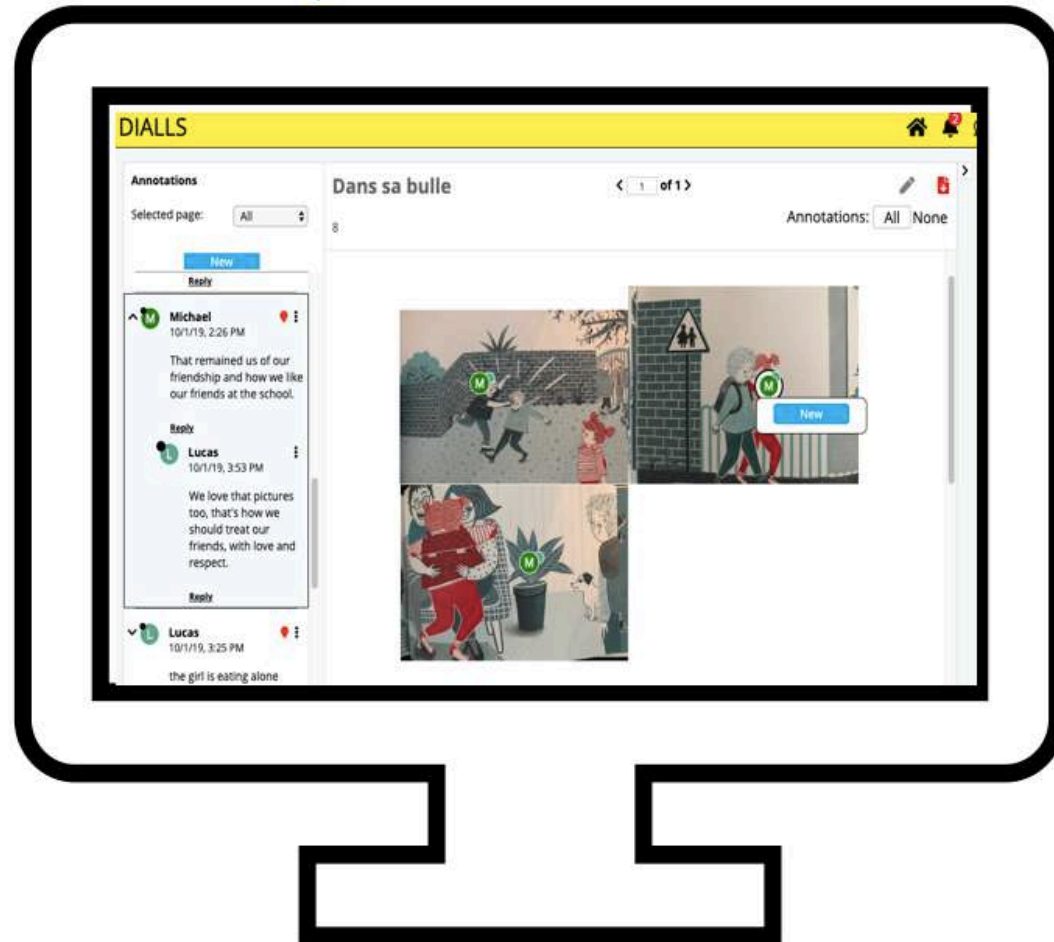 DIALLS
2
Annotations
Selected page: All
New
Reply
M Michael
10/1/19, 2:26 PM
That remained us of our
friendship and how we like
our friends at the school.
Reply
L Lucas
10/1/19, 3:53 PM
We love that pictures
too, that's how we
should treat our
friends, with love and
respect.
Reply
L Lucas
10/1/19, 3:25 PM
the girl is eating alone
Dans sa bulle
1 of 1
8
Annotations: All None
M
M
New
M